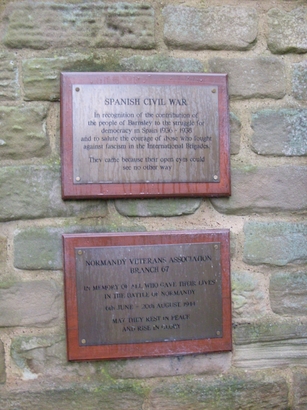 SPANISH CIVIL WAR
In recognition of the contribution of
the people of Barnsley to the struggle for
democracy in Spain 1936 - 1938
and to salute the courage of those who fought
against fascism in the International Brigades
They came because their open eyes could
see no other way
NORMANDY VETERANS ASSOCIATION
BRANCH 67
IN MEMORY OF ALL WHO GAVE THEIR LIVES
IN THE BATTLE OF NORMANDY
6th JUNE - 20th AUGUST 1944
MAY THEY REST IN PEACE
AND RISE IN